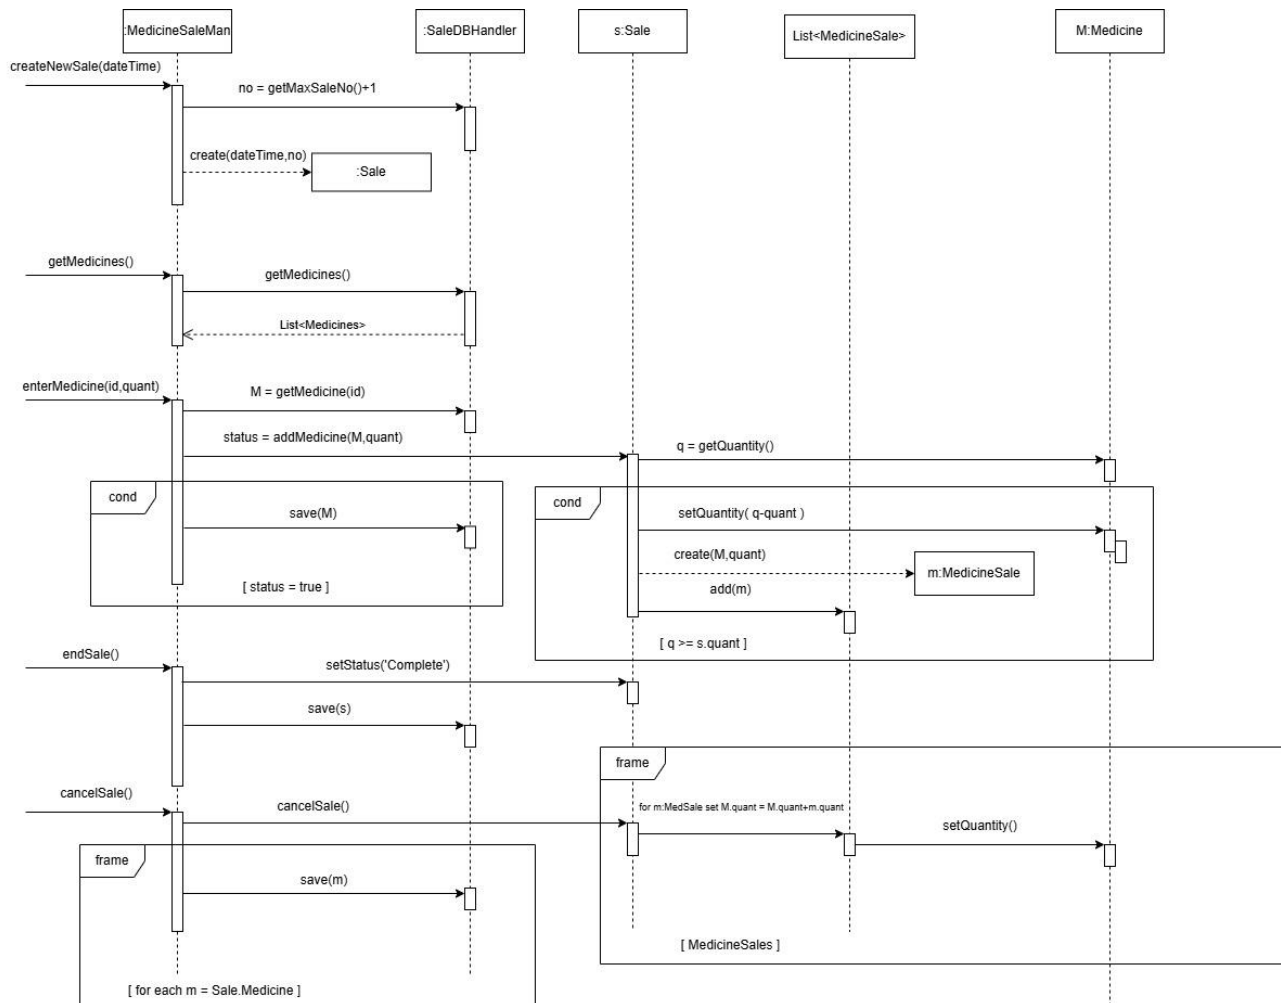 :MedicineSaleMan
:SaleDBHandler
s:Sale
List<MedicineSale>
M:Medicine
createNewSale(dateTime)
no = getMaxSaleNo()+1
create(dateTime,no)
:Sale
getMedicines()
getMedicines()
List<Medicines>
enterMedicine(id,quant)
M = getMedicine(id)
status = addMedicine(M,quant)
q = getQuantity()
cond
save(M)
[ status = true ]
cond
setQuantity( q-quant )
create(M,quant)
m:MedicineSale
add(m)
[ q >= s.quant ]
endSale()
setStatus('Complete')
save(s)
cancelSale()
cancelSale()
frame
for m:MedSale set M.quant = M.quant+m.quant
setQuantity()
[ MedicineSales ]
frame
save(m)
[ for each m = Sale.Medicine ]